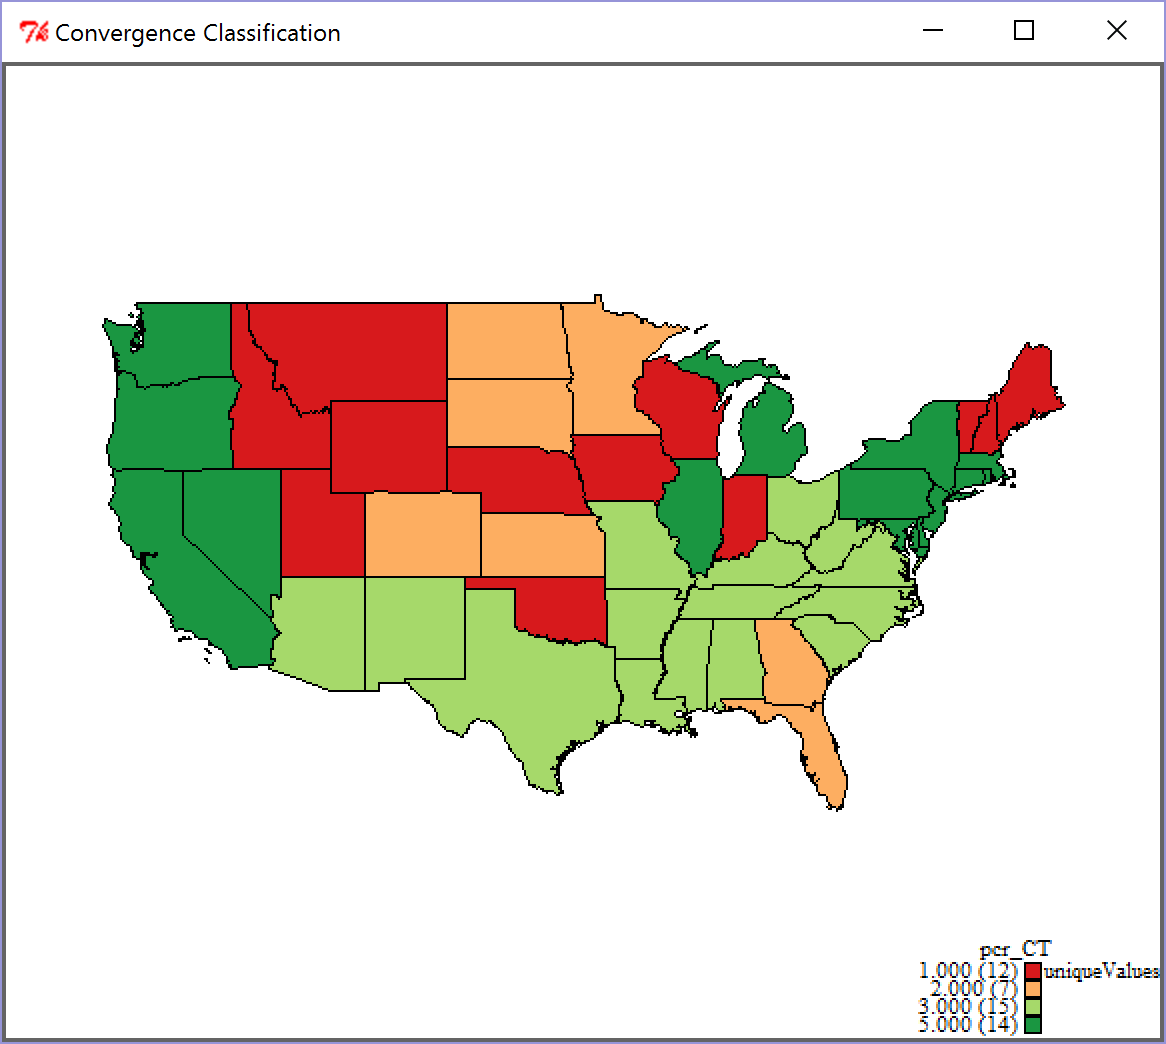 Convergence Classification
pcr_CT
1.000 (12) uniqueValues
2.000 (7)
3.000 (15)
5.000 (14)